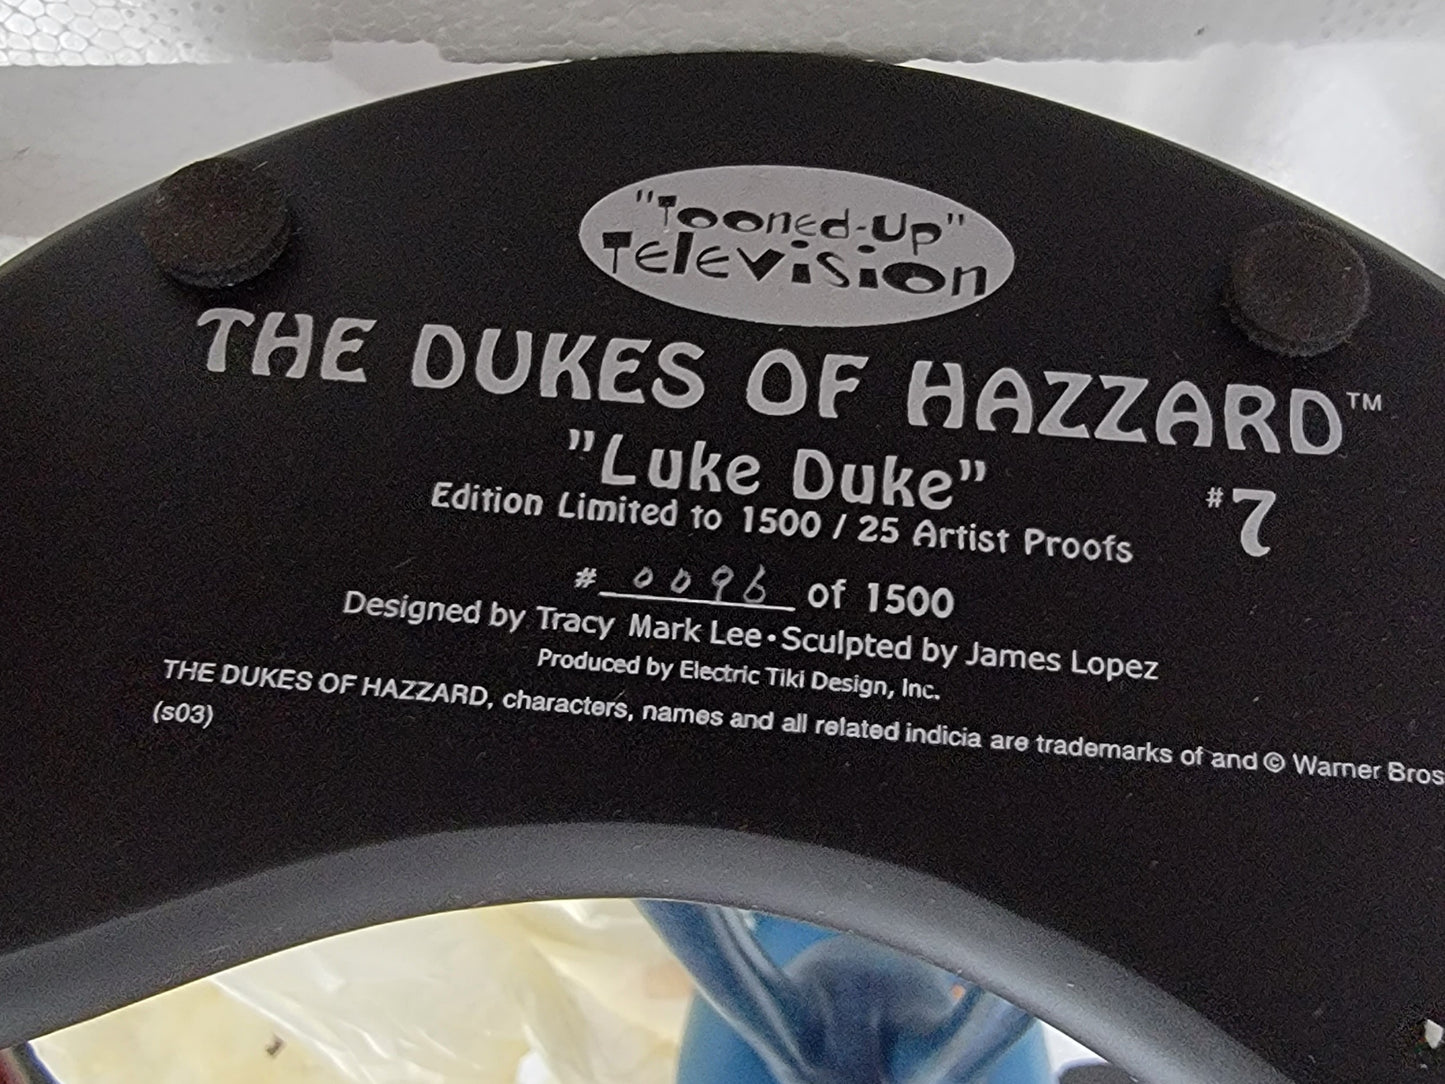 "Tooned-Up"
Television
THE DUKES OF HAZZARD™
"Luke Duke"
Edition Limited to 1500 / 25 Artist Proofs
#7
# 0096 of 1500
Designed by Tracy Mark Lee • Sculpted by James Lopez
Produced by Electric Tiki Design, Inc.
THE DUKES OF HAZZARD, characters, names and all related indicia are trademarks of and © Warner Bros
(s03)